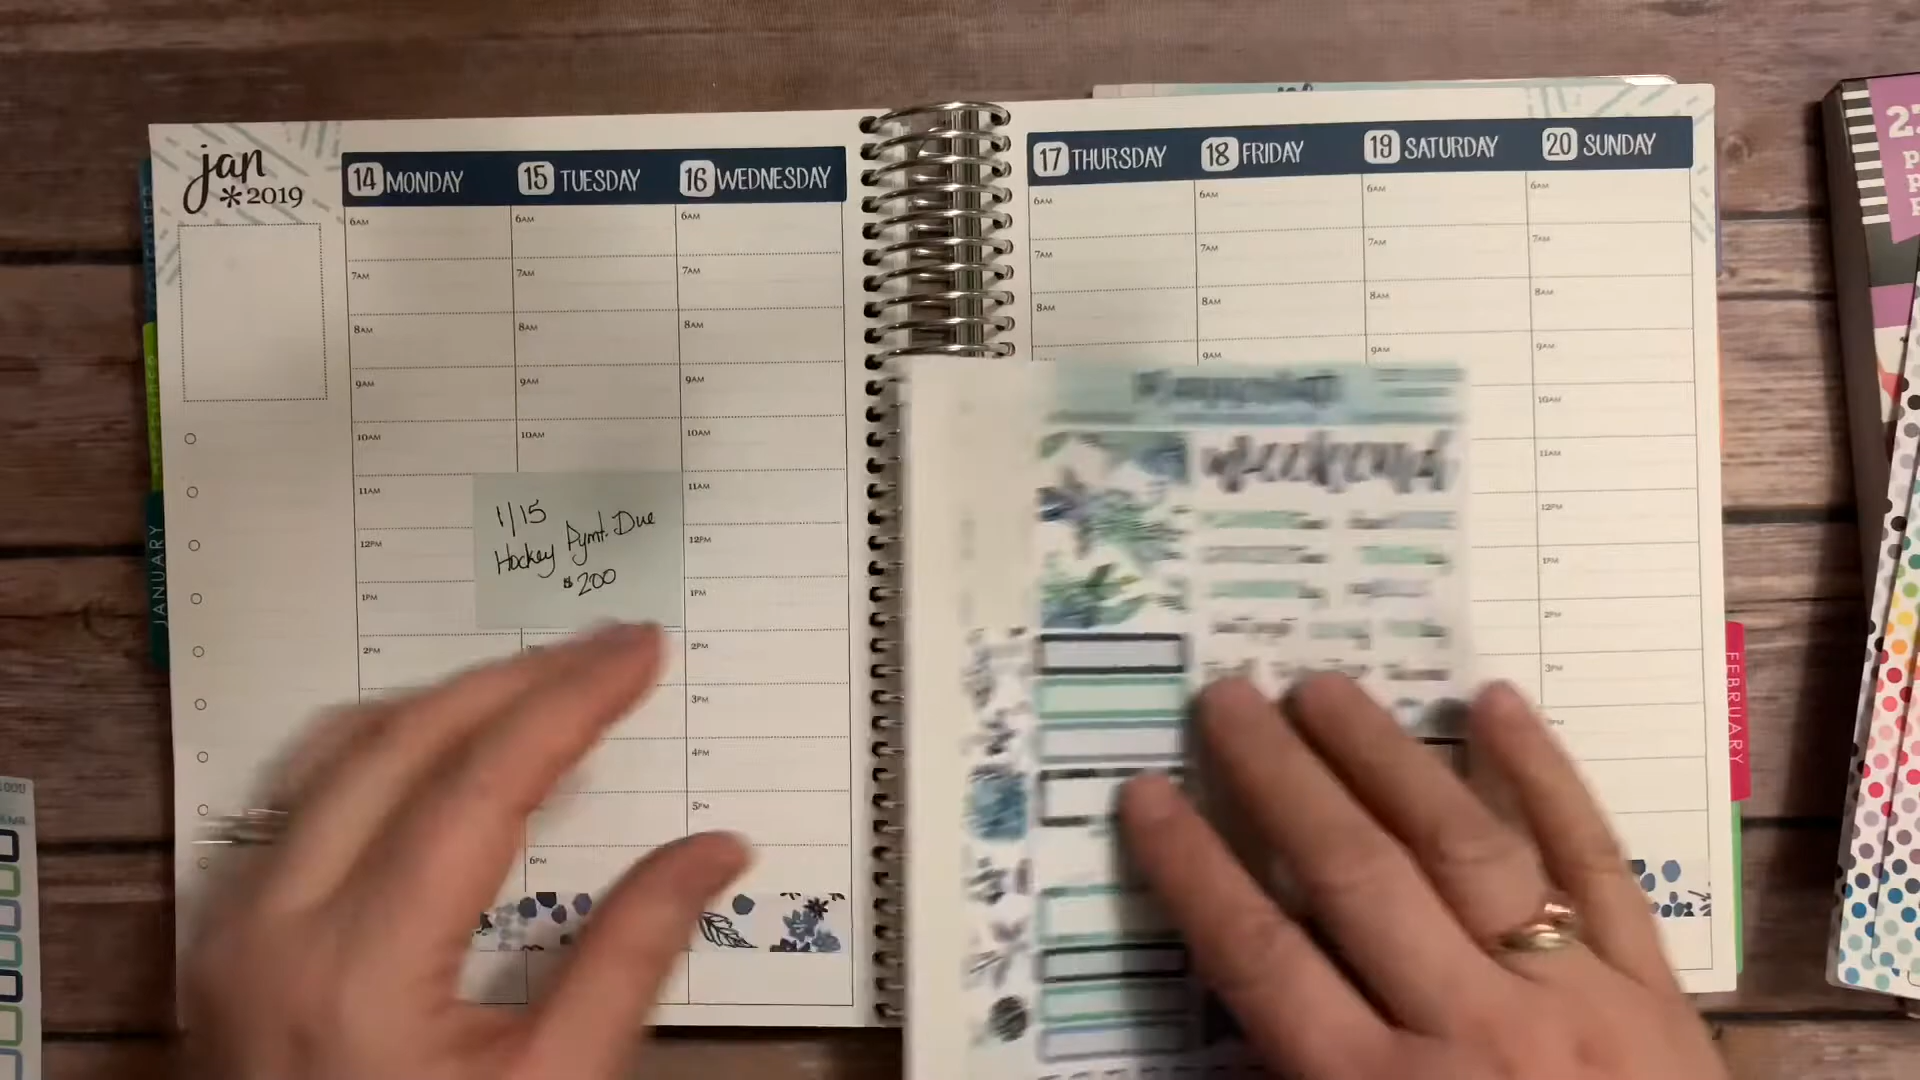 jan
*2019
14 MONDAY
15 TUESDAY
16 WEDNESDAY
17 THURSDAY
18 FRIDAY
19 SATURDAY
20 SUNDAY
6AM
7AM
8AM
9AM
10AM
11AM
12PM
1PM
2PM
6AM
7AM
8AM
9AM
10AM
6PM
6AM
7AM
8AM
9AM
10AM
11AM
12PM
1PM
2PM
3PM
4PM
5PM
1/15
Hockey Pymt. Due
$200
6AM
7AM
8AM
6AM
7AM
8AM
9AM
6AM
7AM
8AM
9AM
6AM
7AM
8AM
9AM
10AM
11AM
12PM
1PM
2PM
3PM
weekend
JANUARY
FEBRUARY